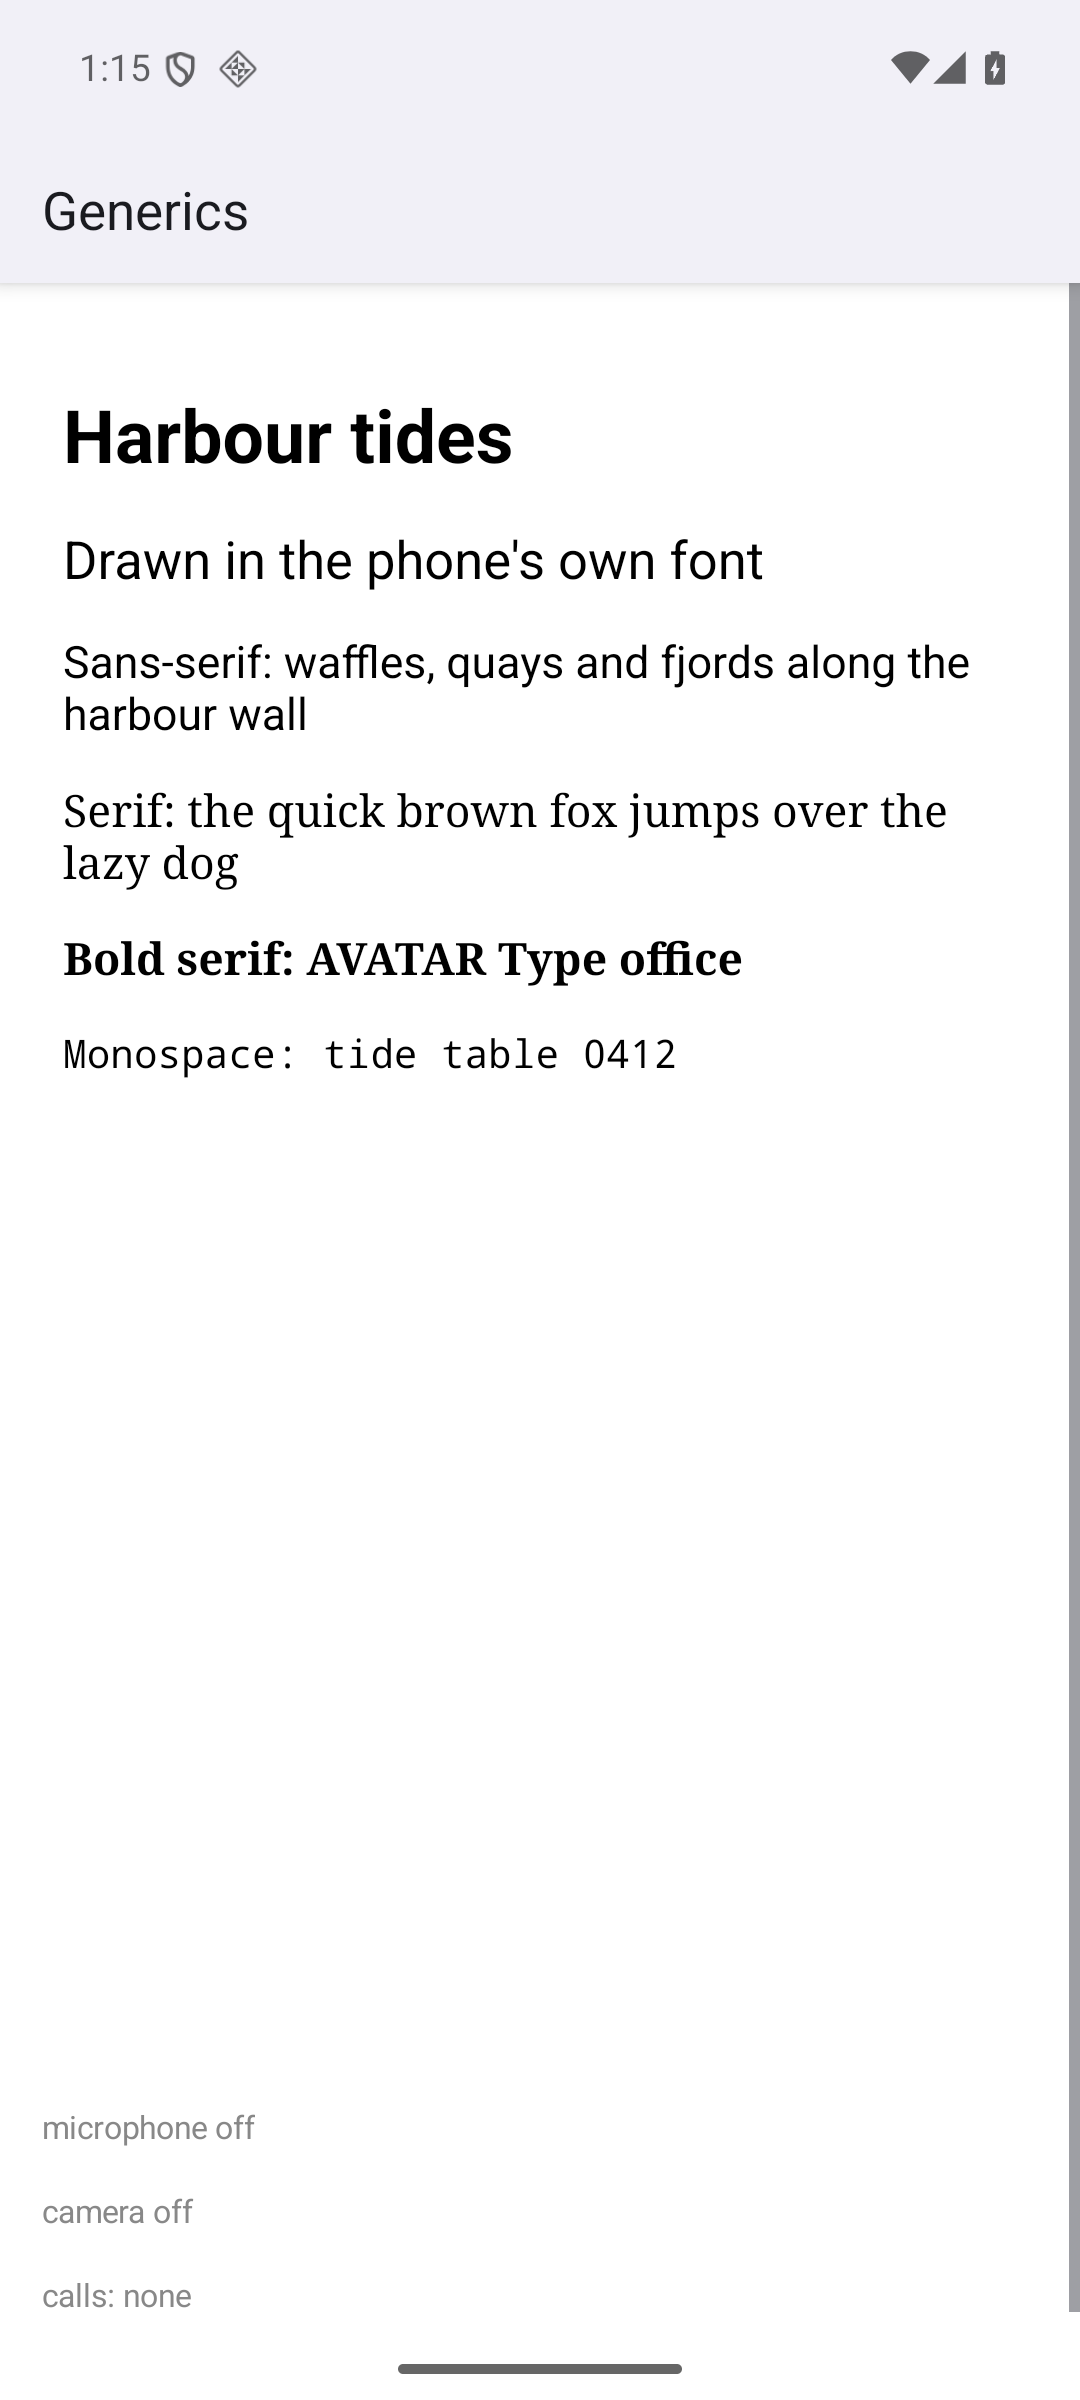 1:15
Generics
Harbour tides
Drawn in the phone's own font
Sans-serif: waffles, quays and fjords along the
harbour wall
Serif: the quick brown fox jumps over the
lazy dog
Bold serif: AVATAR Type office
Monospace: tide table 0412
microphone off
camera off
calls: none